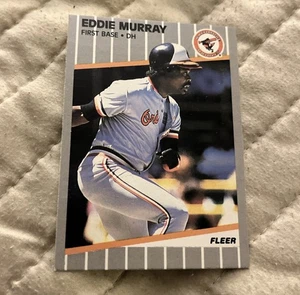 EDDIE MURRAY
FIRST BASE • DH
Orioles
FLEER